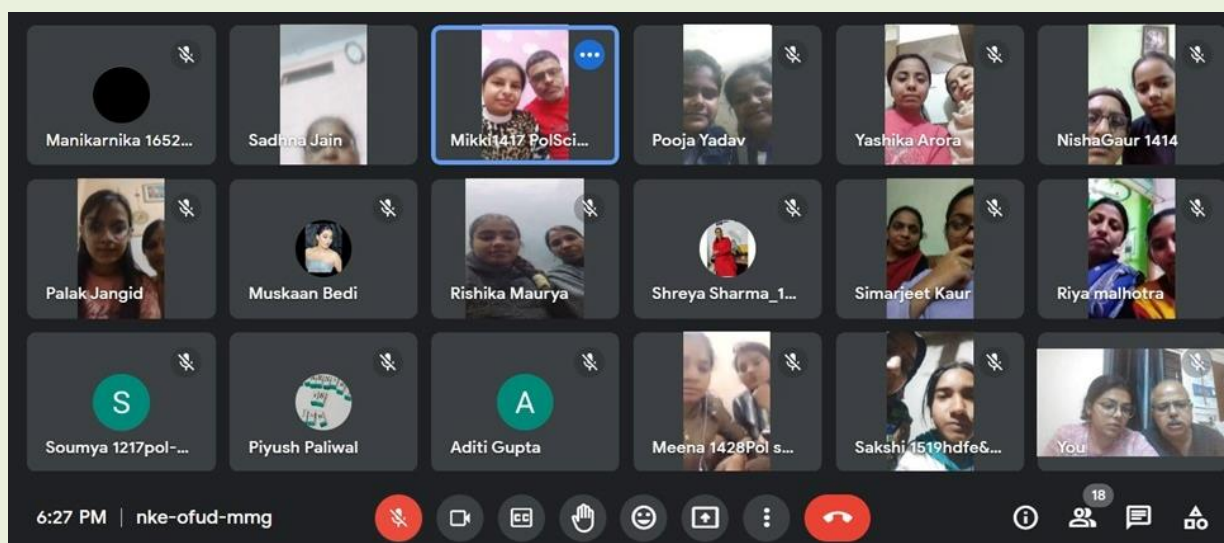 Manikarnika 1652...
Sadhna Jain
Mikki1417 PolSci...
Pooja Yadav
Yashika Arora
NishaGaur 1414
Palak Jangid
Muskaan Bedi
Rishika Maurya
Shreya Sharma_1...
Simarjeet Kaur
Riya malhotra
S
Soumya 1217pol-...
Piyush Paliwal
A
Aditi Gupta
Meena 1428Pol s...
Sakshi 1519hdfe&...
You
6:27 PM | nke-ofud-mmg
CC
18